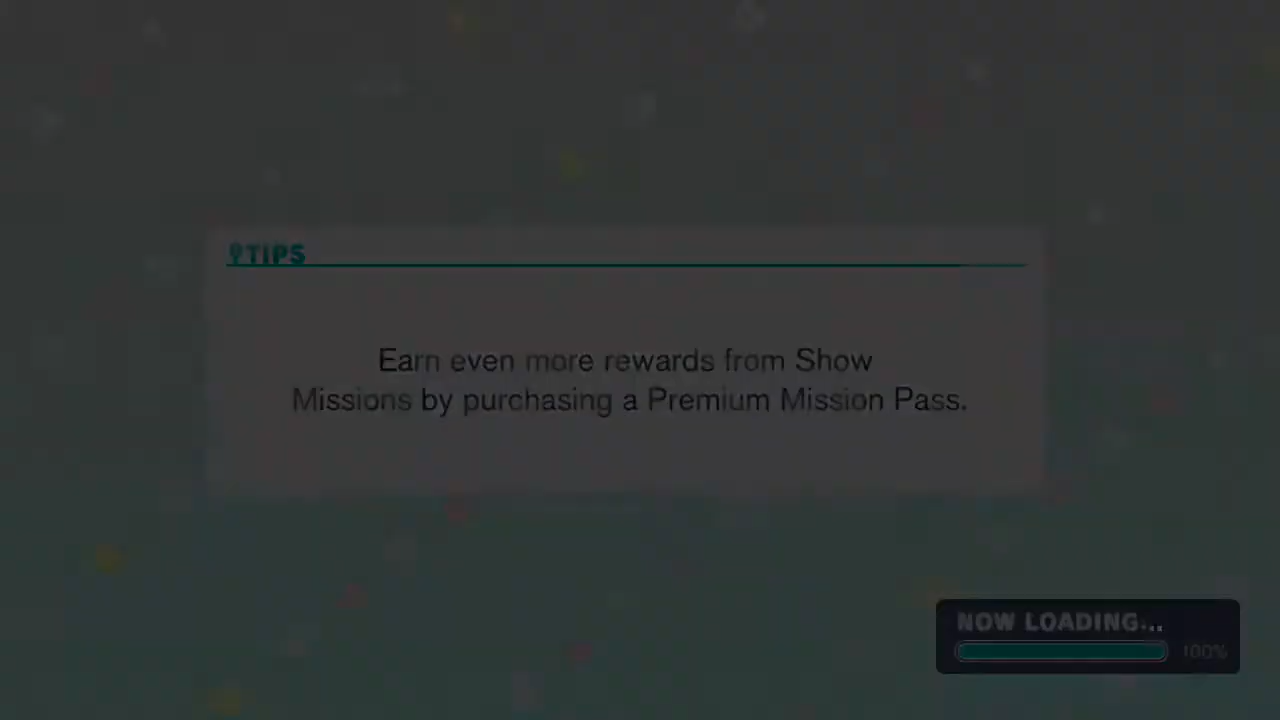 TIPS
Earn even more rewards from Show
Missions by purchasing a Premium Mission Pass.
NOW LOADING...
100%